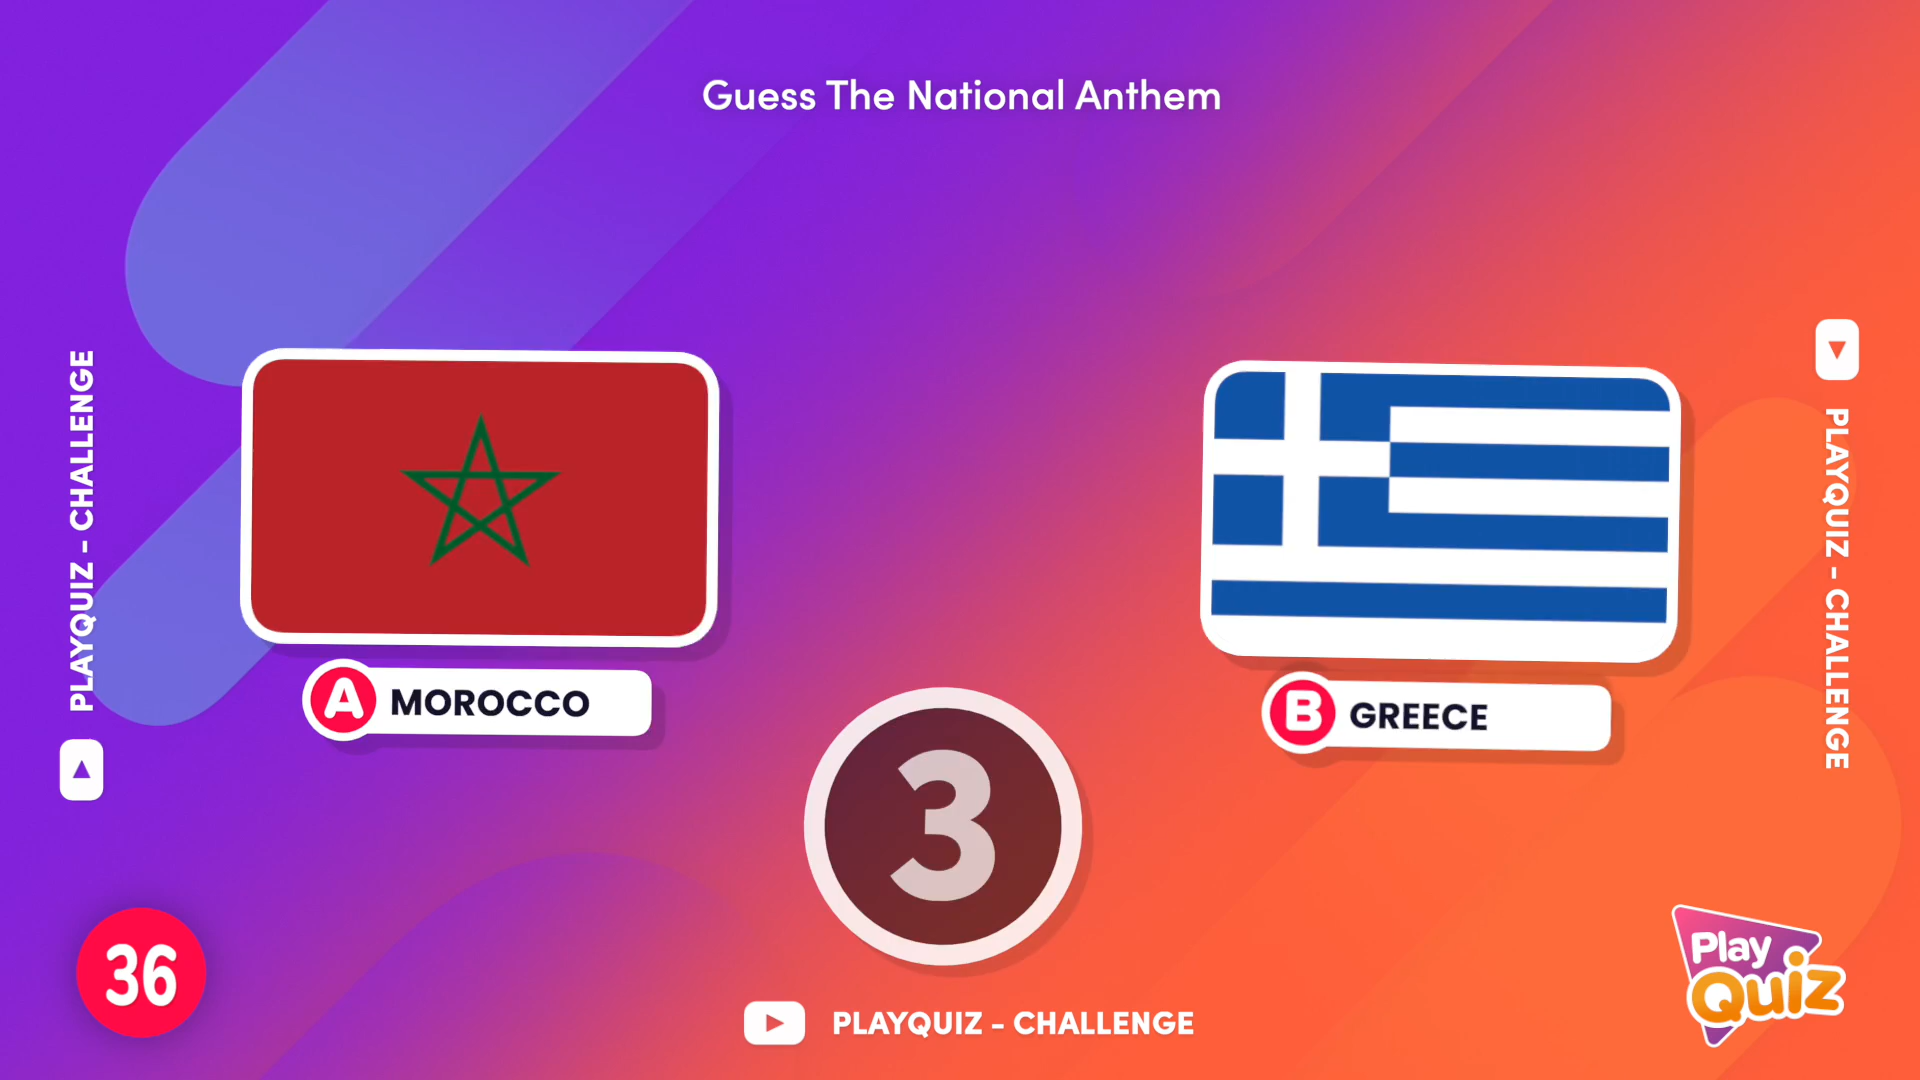 Guess The National Anthem
PLAYQUIZ - CHALLENGE
PLAYQUIZ - CHALLENGE
A MOROCCO
B GREECE
3
36
PLAYQUIZ - CHALLENGE
Play
Quiz